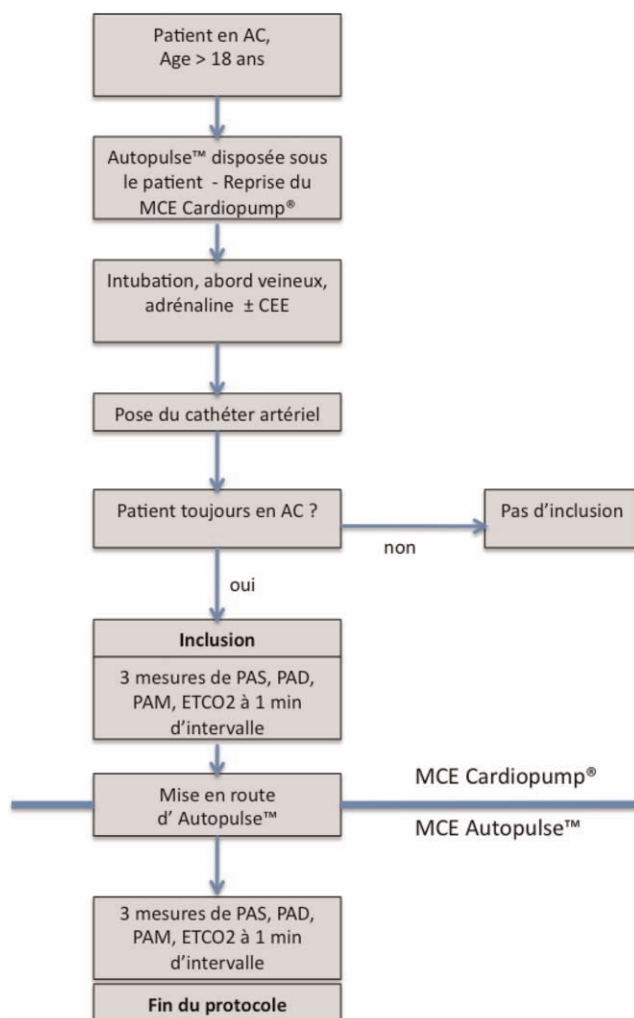 Patient en AC,
Age > 18 ans
Autopulse™ disposée sous
le patient - Reprise du
MCE Cardiopump®
Intubation, abord veineux,
adrénaline ± CEE
Pose du cathéter artériel
Patient toujours en AC ?
Pas d'inclusion
non
oui
Inclusion
3 mesures de PAS, PAD,
PAM, ETCO2 à 1 min
d'intervalle
MCE Cardiopump®
Mise en route
d' Autopulse™
MCE Autopulse™
3 mesures de PAS, PAD,
PAM, ETCO2 à 1 min
d'intervalle
Fin du protocole